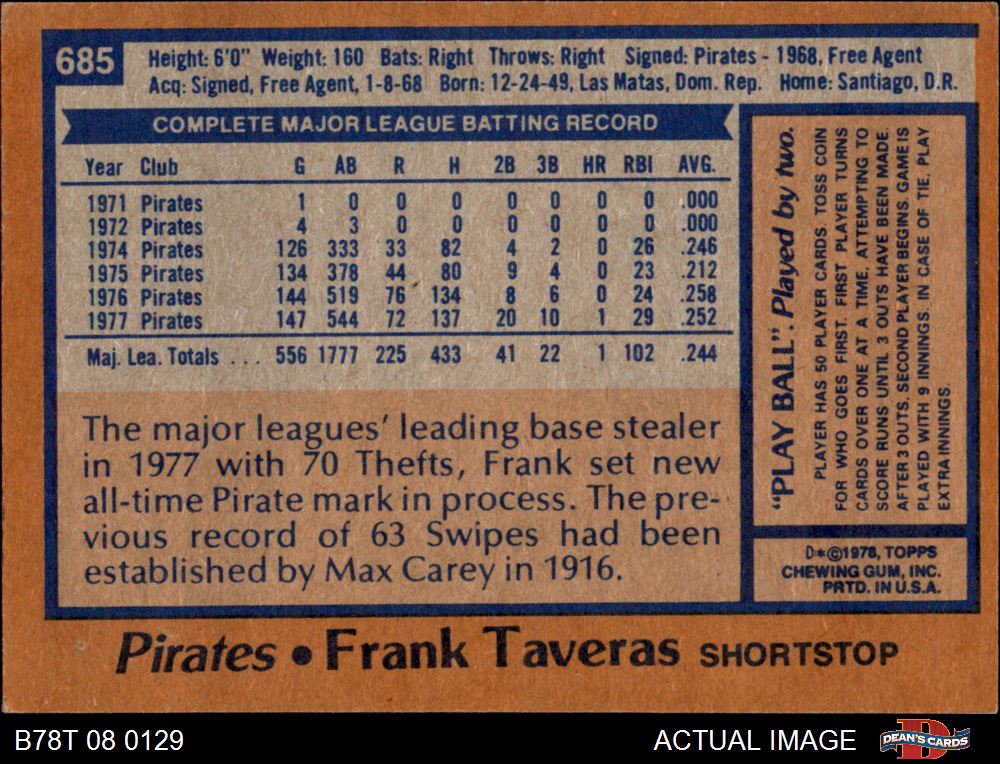 685
Height: 6'0" Weight: 160 Bats: Right Throws: Right Signed: Pirates - 1968, Free Agent
Acq: Signed, Free Agent, 1-8-68 Born: 12-24-49, Las Matas, Dom. Rep. Home: Santiago, D.R.
COMPLETE MAJOR LEAGUE BATTING RECORD
Year Club G AB R H 2B 3B HR RBI AVG.
1971 Pirates 1 0 0 0 0 0 0 0 .000
1972 Pirates 4 3 0 0 0 0 0 0 .000
1974 Pirates 126 333 33 82 4 2 0 26 .246
1975 Pirates 134 378 44 80 9 4 0 23 .212
1976 Pirates 144 519 76 134 8 6 0 24 .258
1977 Pirates 147 544 72 137 20 10 1 29 .252
Maj. Lea. Totals ... 556 1777 225 433 41 22 1 102 .244
The major leagues' leading base stealer
in 1977 with 70 Thefts, Frank set new
all-time Pirate mark in process. The pre-
vious record of 63 Swipes had been
established by Max Carey in 1916.
"PLAY BALL". Played by two.
PLAYER HAS 50 PLAYER CARDS. TOSS COIN
FOR WHO GOES FIRST. FIRST PLAYER TURNS
CARDS OVER ONE AT A TIME, ATTEMPTING TO
SCORE RUNS UNTIL 3 OUTS HAVE BEEN MADE.
AFTER 3 OUTS, SECOND PLAYER BEGINS. GAME IS
PLAYED WITH 9 INNINGS. IN CASE OF TIE, PLAY
EXTRA INNINGS.
D*©1978, TOPPS
CHEWING GUM, INC.
PRTD. IN U.S.A.
Pirates • Frank Taveras SHORTSTOP
B78T 08 0129
ACTUAL IMAGE
D
DEAN'S CARDS